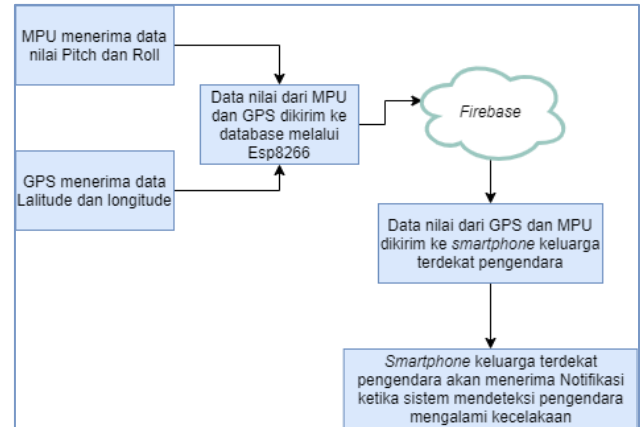 MPU menerima data
nilai Pitch dan Roll
Data nilai dari MPU
dan GPS dikirim ke
database melalui
Esp8266
Firebase
GPS menerima data
Lalitude dan longitude
Data nilai dari GPS dan MPU
dikirim ke smartphone keluarga
terdekat pengendara
Smartphone keluarga terdekat
pengendara akan menerima Notifikasi
ketika sistem mendeteksi pengendara
mengalami kecelakaan